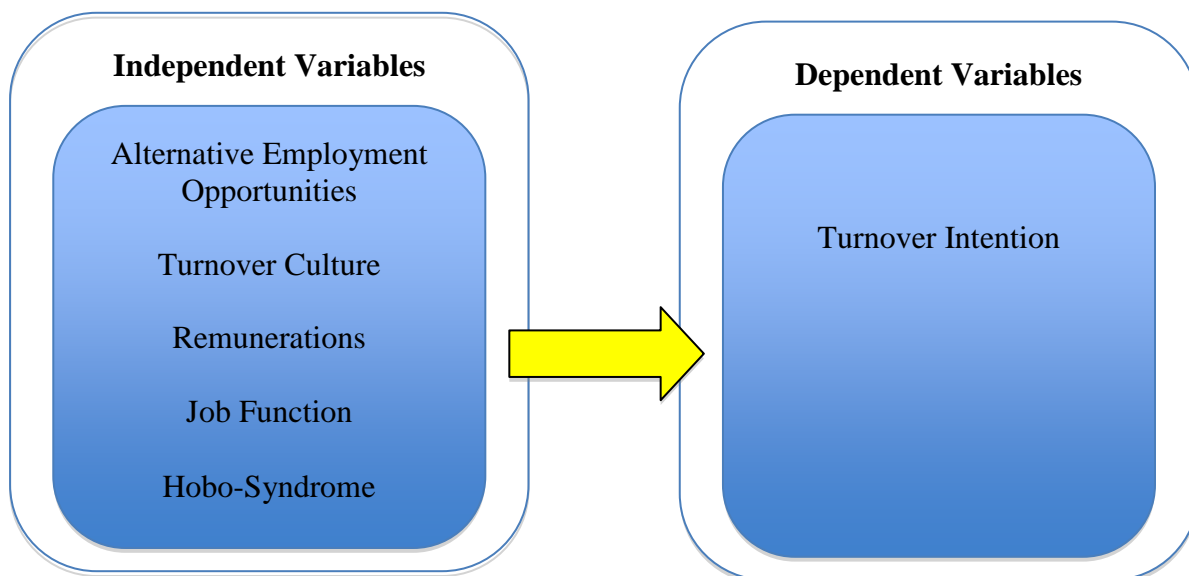 Independent Variables
Alternative Employment
Opportunities
Turnover Culture
Remunerations
Job Function
Hobo-Syndrome
Dependent Variables
Turnover Intention